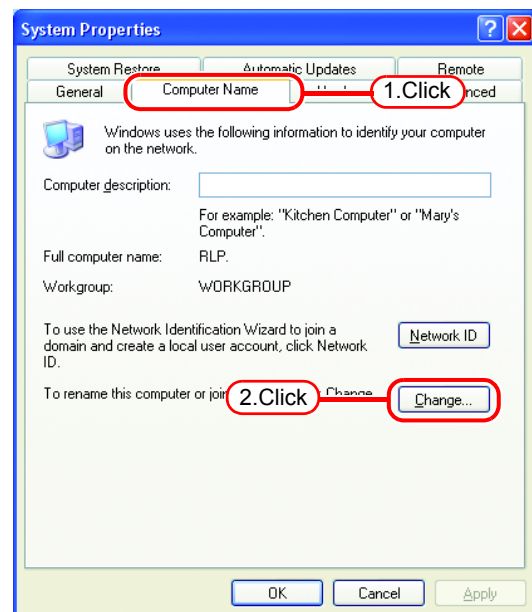 System Properties
System Restore Automatic Updates Remote
General Computer Name 1.Click
Windows uses the following information to identify your computer
on the network.
Computer description:
For example: "Kitchen Computer" or "Mary's
Computer".
Full computer name: RLP.
Workgroup: WORKGROUP
To use the Network Identification Wizard to join a
domain and create a local user account, click Network
ID.
Network ID
To rename this computer or join 2.Click Change.
Change...
OK Cancel Apply